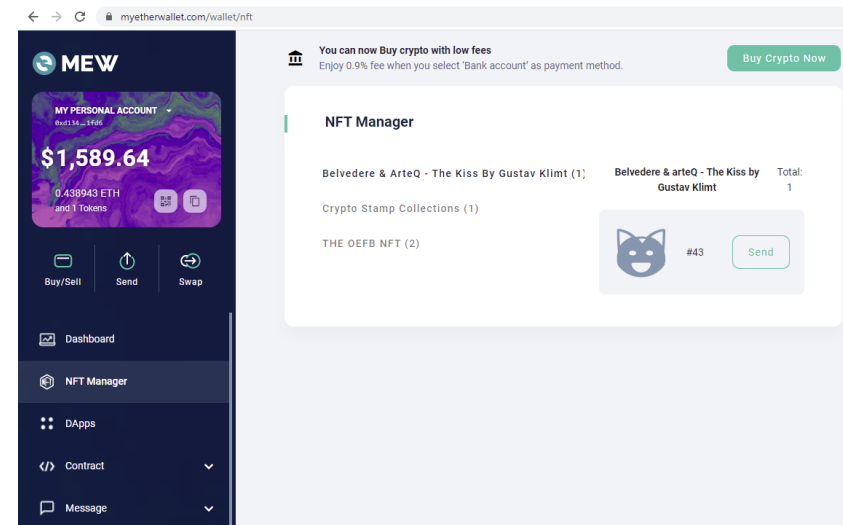 myetherwallet.com/wallet/nft
MEW
MY PERSONAL ACCOUNT
0xd134...1fd6
$1,589.64
0.438943 ETH
and 1 Tokens
Buy/Sell
Send
Swap
Dashboard
NFT Manager
DApps
Contract
Message
You can now Buy crypto with low fees
Enjoy 0.9% fee when you select 'Bank account' as payment method.
Buy Crypto Now
NFT Manager
Belvedere & ArteQ - The Kiss By Gustav Klimt (1)
Crypto Stamp Collections (1)
THE OEFB NFT (2)
Belvedere & arteQ - The Kiss by
Gustav Klimt
Total:
1
#43
Send